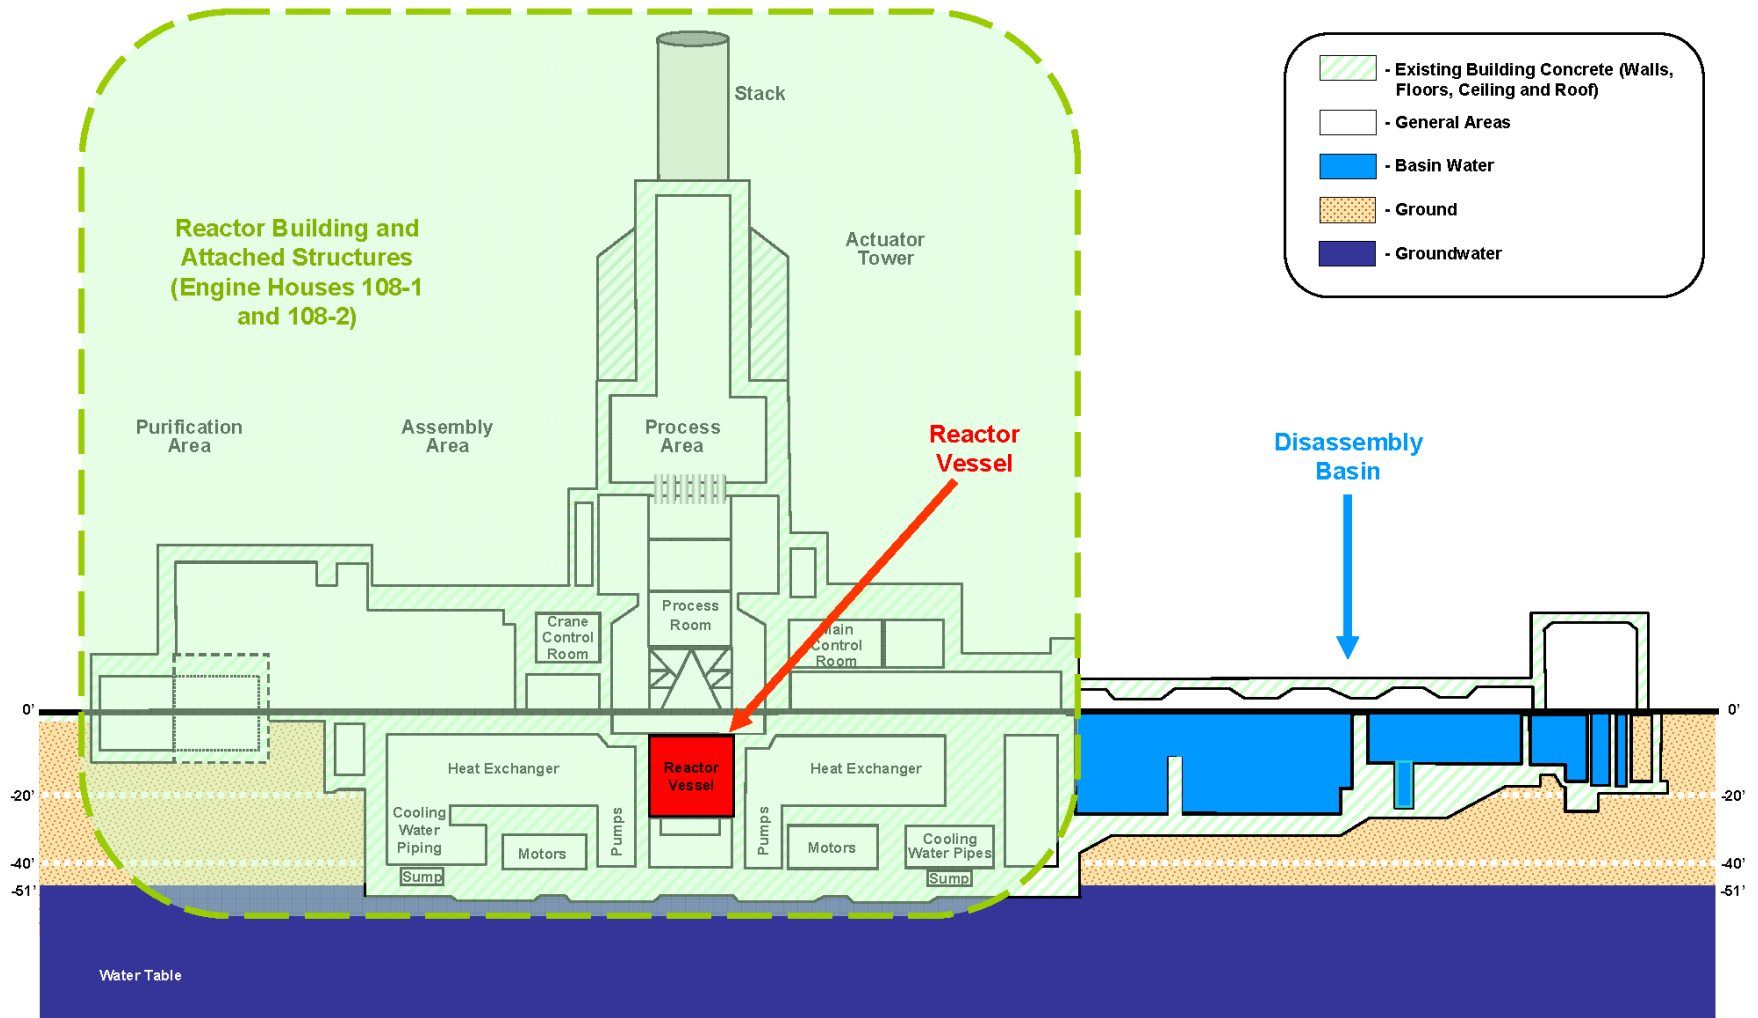 Stack
- Existing Building Concrete (Walls,
Floors, Ceiling and Roof)
- General Areas
- Basin Water
- Ground
- Groundwater
Reactor Building and
Attached Structures
(Engine Houses 108-1
and 108-2)
Actuator
Tower
Purification
Area
Assembly
Area
Process
Area
Reactor
Vessel
Disassembly
Basin
Crane
Control
Room
Process
Room
Main
Control
Room
0'
0'
Heat Exchanger
Reactor
Vessel
Heat Exchanger
-20'
-20'
Cooling
Water
Piping
Motors
Pumps
Pumps
Motors
Cooling
Water Pipes
-40'
-40'
Sump
Sump
-51'
-51'
Water Table